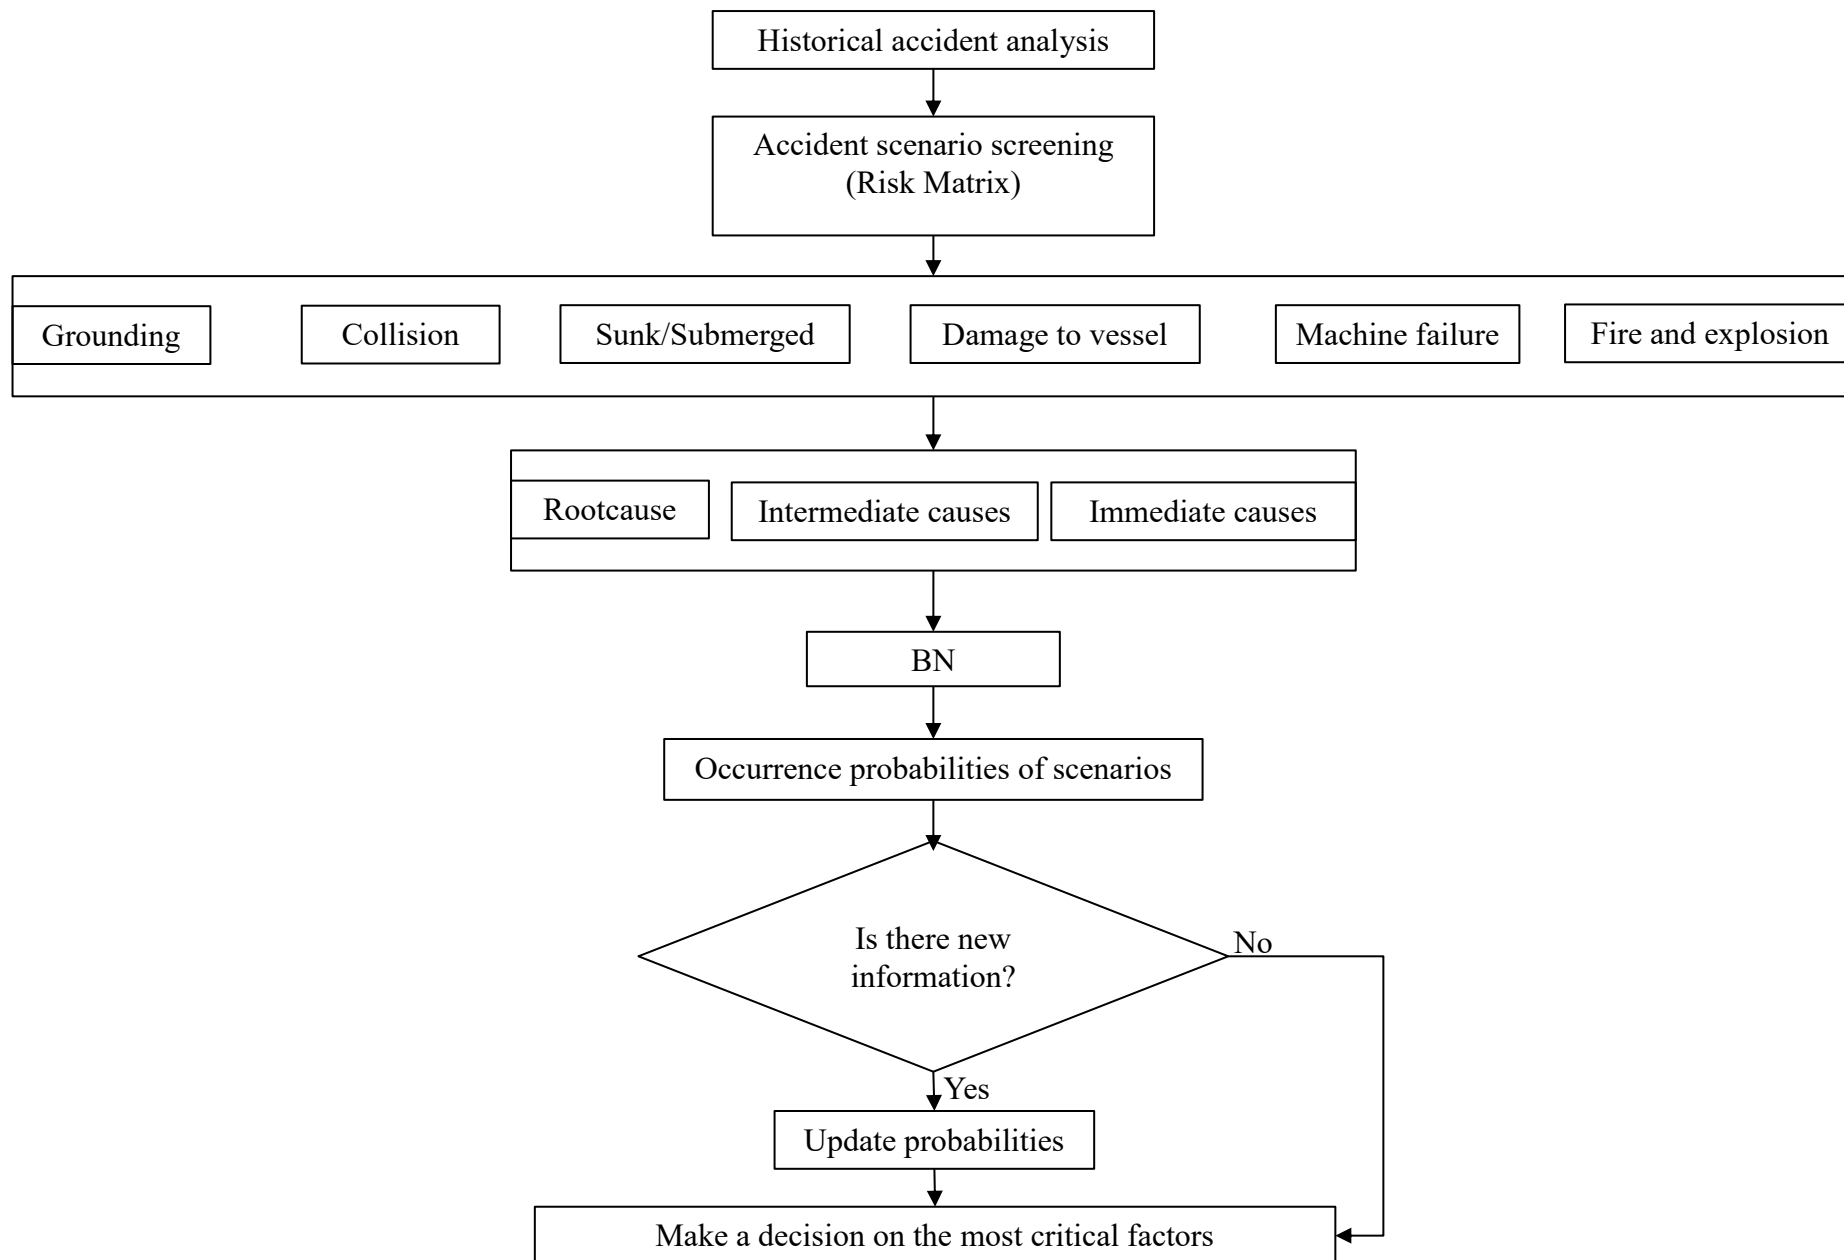 Historical accident analysis
Accident scenario screening
(Risk Matrix)
Grounding
Collision
Sunk/Submerged
Damage to vessel
Machine failure
Fire and explosion
Rootcause
Intermediate causes
Immediate causes
BN
Occurrence probabilities of scenarios
Is there new
information?
No
Yes
Update probabilities
Make a decision on the most critical factors